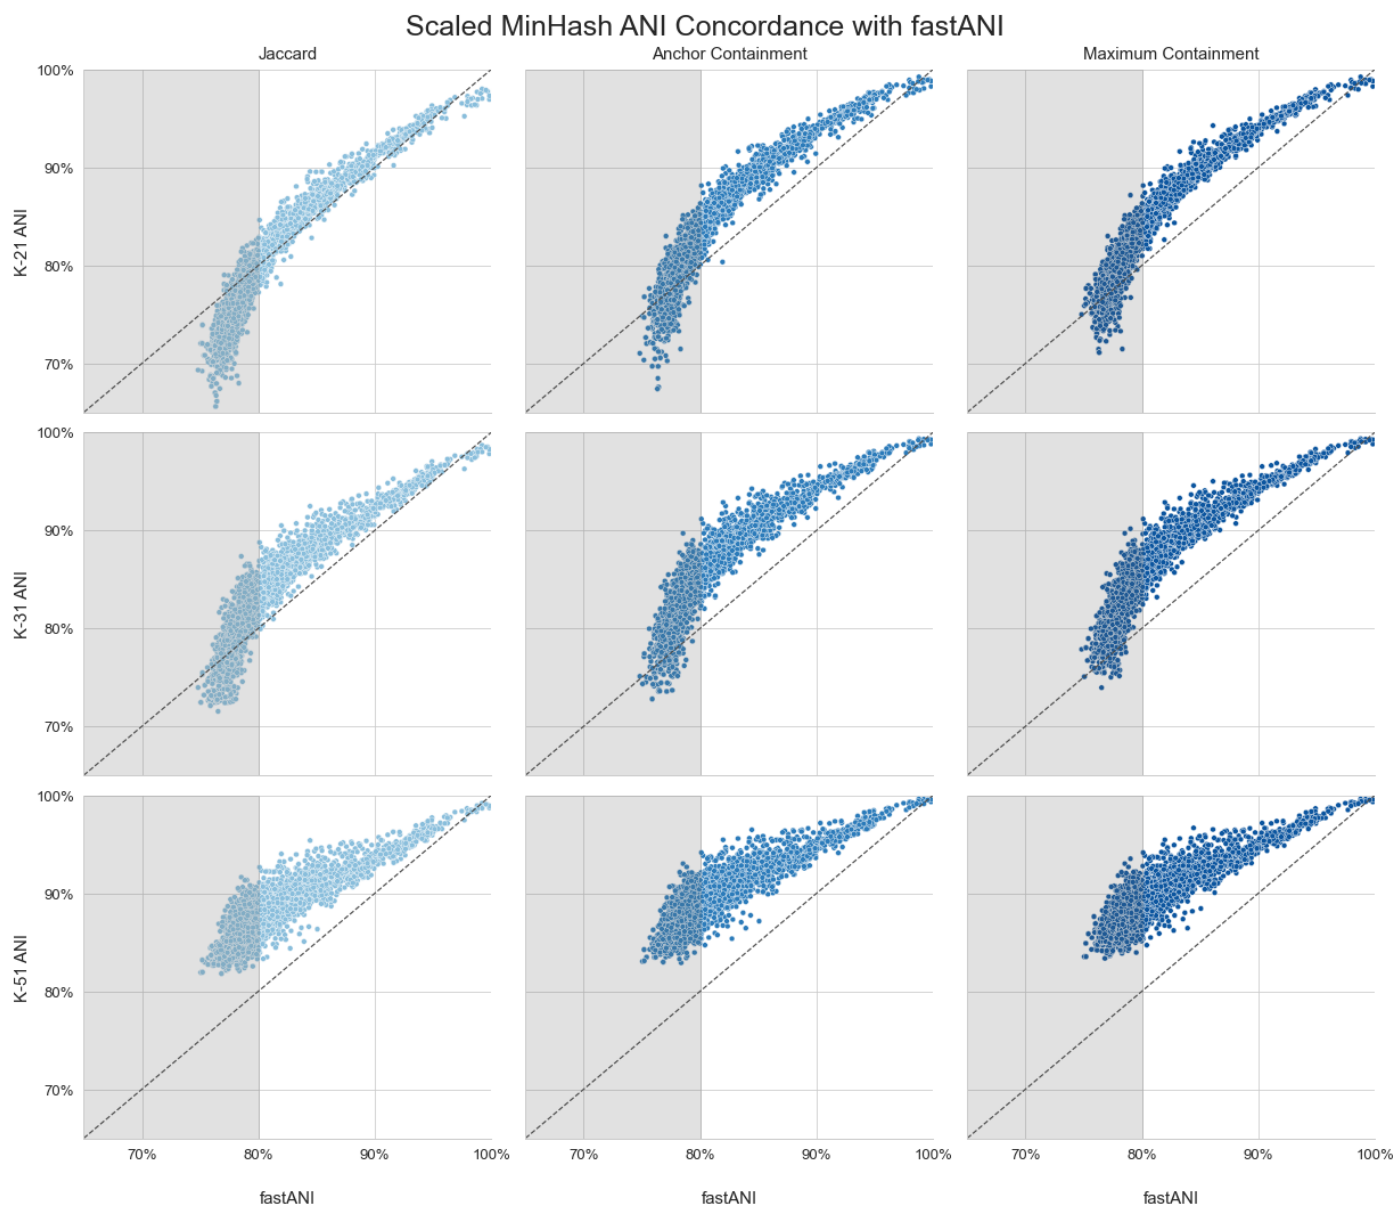 Scaled MinHash ANI Concordance with fastANI
Jaccard
Anchor Containment
Maximum Containment
100%
90%
80%
70%
K-21 ANI
100%
90%
80%
70%
K-31 ANI
100%
90%
80%
70%
K-51 ANI
70% 80% 90% 100%
70% 80% 90% 100%
70% 80% 90% 100%
fastANI
fastANI
fastANI